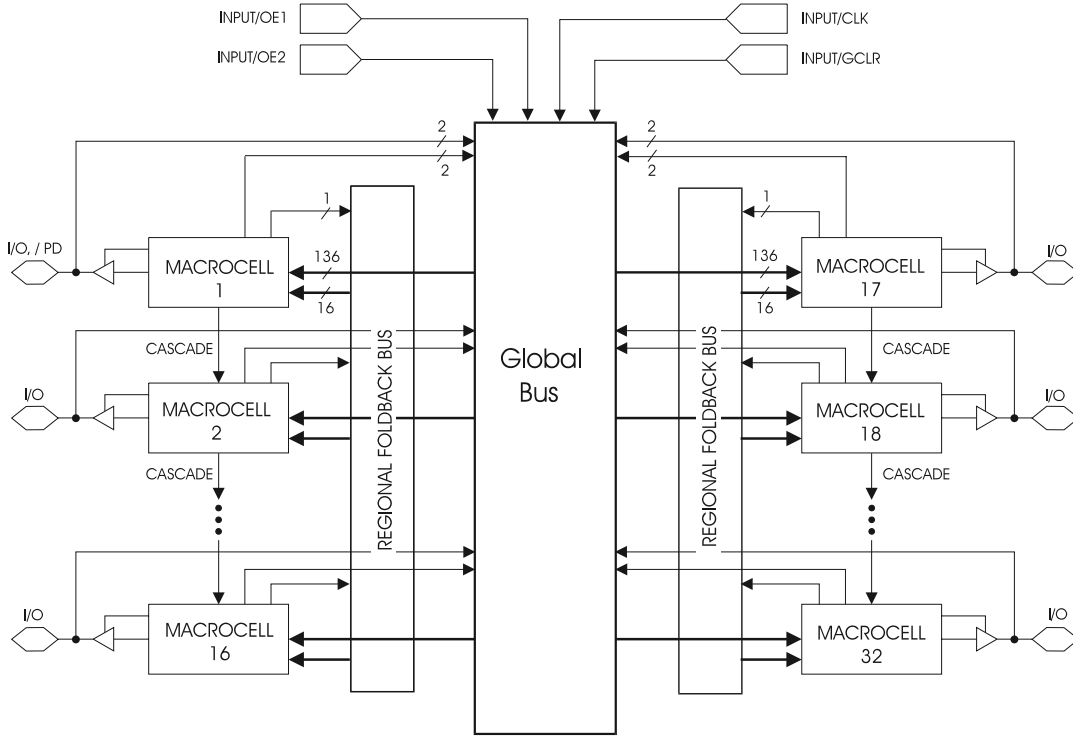 INPUT/OE1
INPUT/CLK
INPUT/OE2
INPUT/GCLR
2
2
2
2
1
1
I/O, / PD
MACROCELL
1
136
16
136
16
MACROCELL
17
I/O
CASCADE
CASCADE
REGIONAL FOLDBACK BUS
Global
Bus
REGIONAL FOLDBACK BUS
I/O
MACROCELL
2
MACROCELL
18
I/O
CASCADE
CASCADE
I/O
MACROCELL
16
MACROCELL
32
I/O